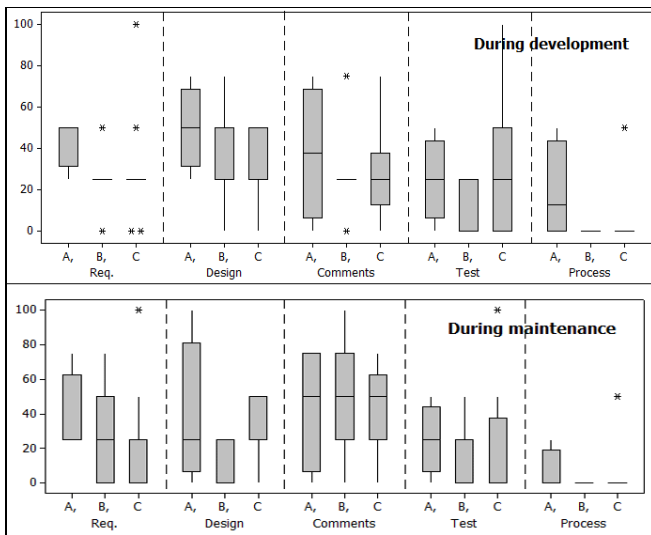 During development
100
80
60
40
20
0
A, B, C A, B, C A, B, C A, B, C A, B, C
Req. Design Comments Test Process
During maintenance
100
80
60
40
20
0
A, B, C A, B, C A, B, C A, B, C A, B, C
Req. Design Comments Test Process